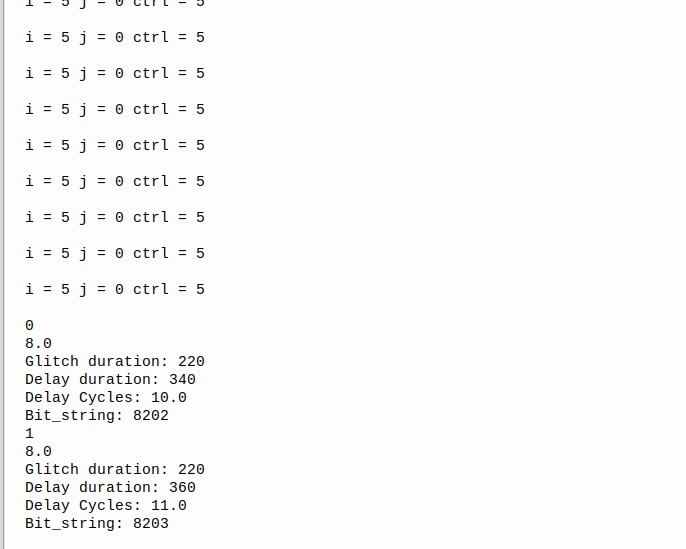 i = 5 j = 0 ctrl = 5
i = 5 j = 0 ctrl = 5
i = 5 j = 0 ctrl = 5
i = 5 j = 0 ctrl = 5
i = 5 j = 0 ctrl = 5
i = 5 j = 0 ctrl = 5
i = 5 j = 0 ctrl = 5
i = 5 j = 0 ctrl = 5
i = 5 j = 0 ctrl = 5
0
8.0
Glitch duration: 220
Delay duration: 340
Delay Cycles: 10.0
Bit_string: 8202
1
8.0
Glitch duration: 220
Delay duration: 360
Delay Cycles: 11.0
Bit_string: 8203